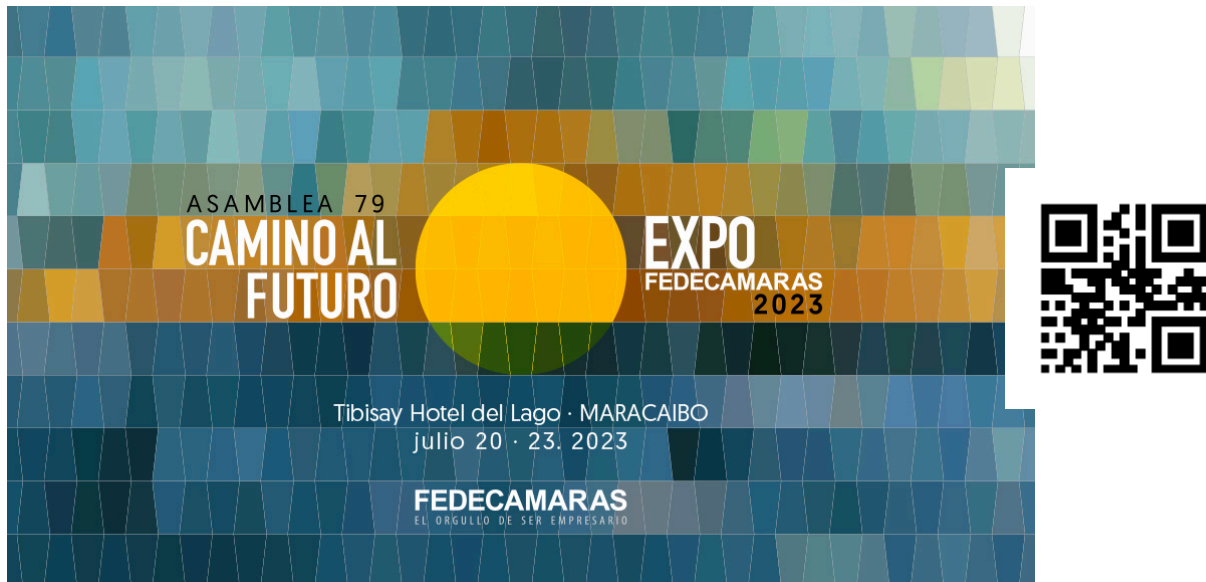 ASAMBLEA 79
CAMINO AL
FUTURO
EXPO
FEDECAMARAS
2023
Tibisay Hotel del Lago · MARACAIBO
julio 20 · 23. 2023
FEDECAMARAS
EL ORGULLO DE SER EMPRESARIO